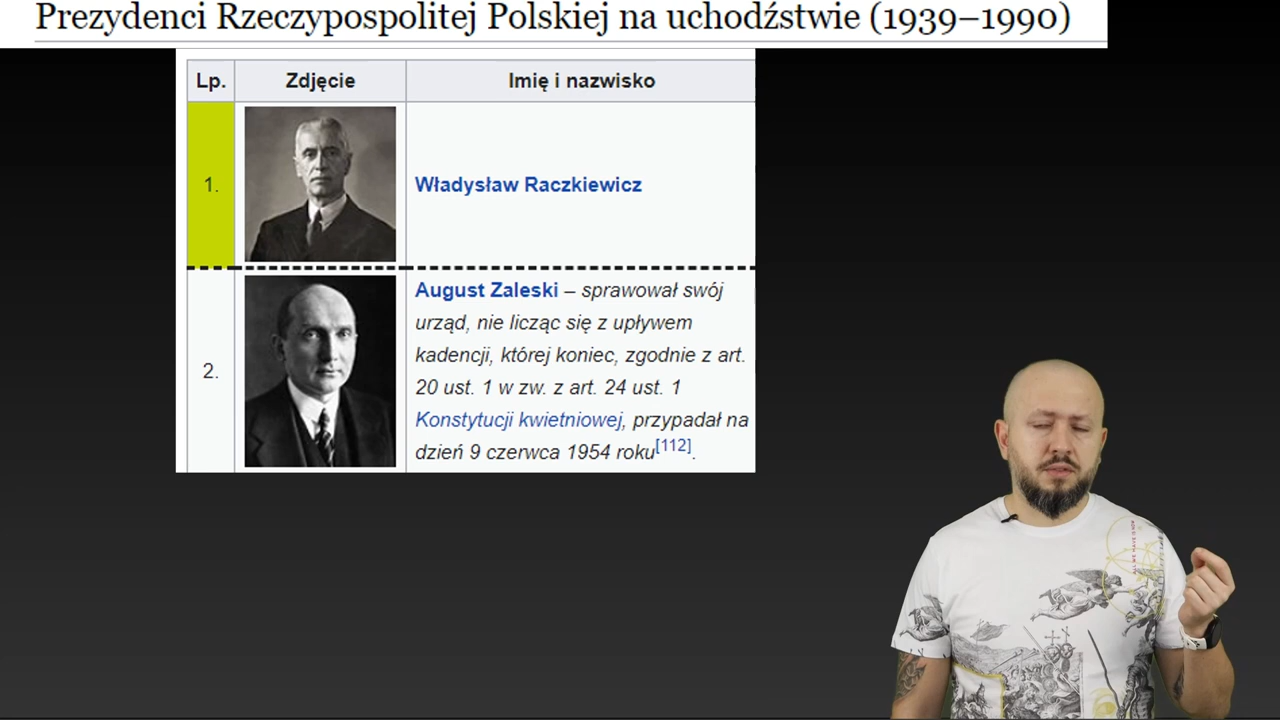 Prezydenci Rzeczypospolitej Polskiej na uchodźstwie (1939–1990)
Lp. Zdjęcie Imię i nazwisko
1. Władysław Raczkiewicz
2.
August Zaleski – sprawował swój
urząd, nie licząc się z upływem
kadencji, której koniec, zgodnie z art.
20 ust. 1 w zw. z art. 24 ust. 1
Konstytucji kwietniowej, przypadał na
dzień 9 czerwca 1954 roku[112].